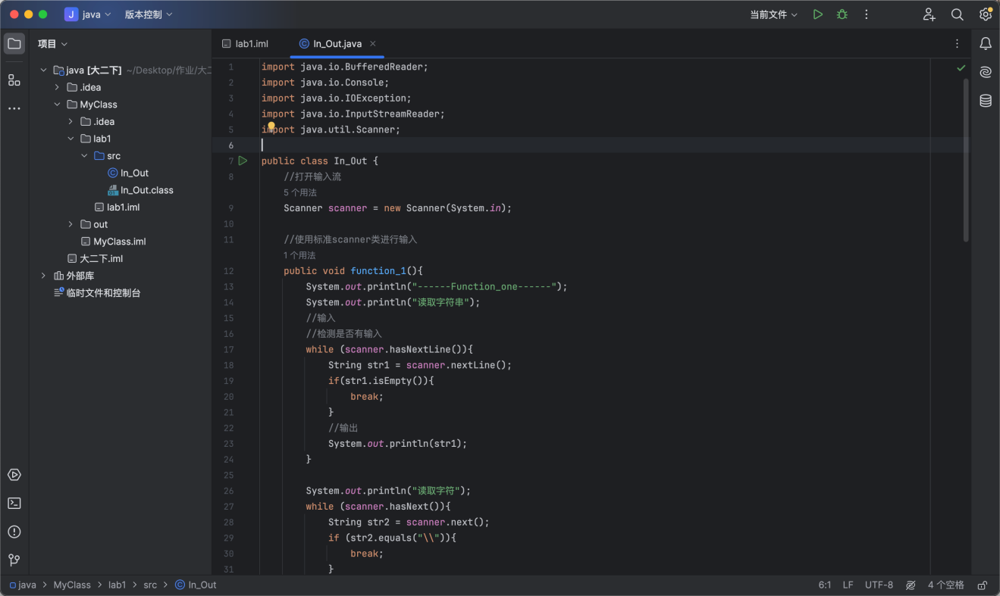 J java 版本控制 当前文件
项目
lab1.iml In_Out.java
java [大二下] ~/Desktop/作业/大二
.idea
MyClass
.idea
lab1
src
In_Out
In_Out.class
lab1.iml
out
MyClass.iml
大二下.iml
外部库
临时文件和控制台
1 import java.io.BufferedReader;
2 import java.io.Console;
3 import java.io.IOException;
4 import java.io.InputStreamReader;
5 import java.util.Scanner;
6
7 public class In_Out {
8 //打开输入流
5 个用法
9 Scanner scanner = new Scanner(System.in);
10
11 //使用标准scanner类进行输入
1 个用法
12 public void function_1(){
13 System.out.println("------Function_one------");
14 System.out.println("读取字符串");
15 //输入
16 //检测是否有输入
17 while (scanner.hasNextLine()){
18 String str1 = scanner.nextLine();
19 if(str1.isEmpty()){
20 break;
21 }
22 //输出
23 System.out.println(str1);
24 }
25
26 System.out.println("读取字符");
27 while (scanner.hasNext()){
28 String str2 = scanner.next();
29 if (str2.equals("\\")){
30 break;
31 }
java > MyClass > lab1 > src > In_Out 6:1 LF UTF-8 4 个空格